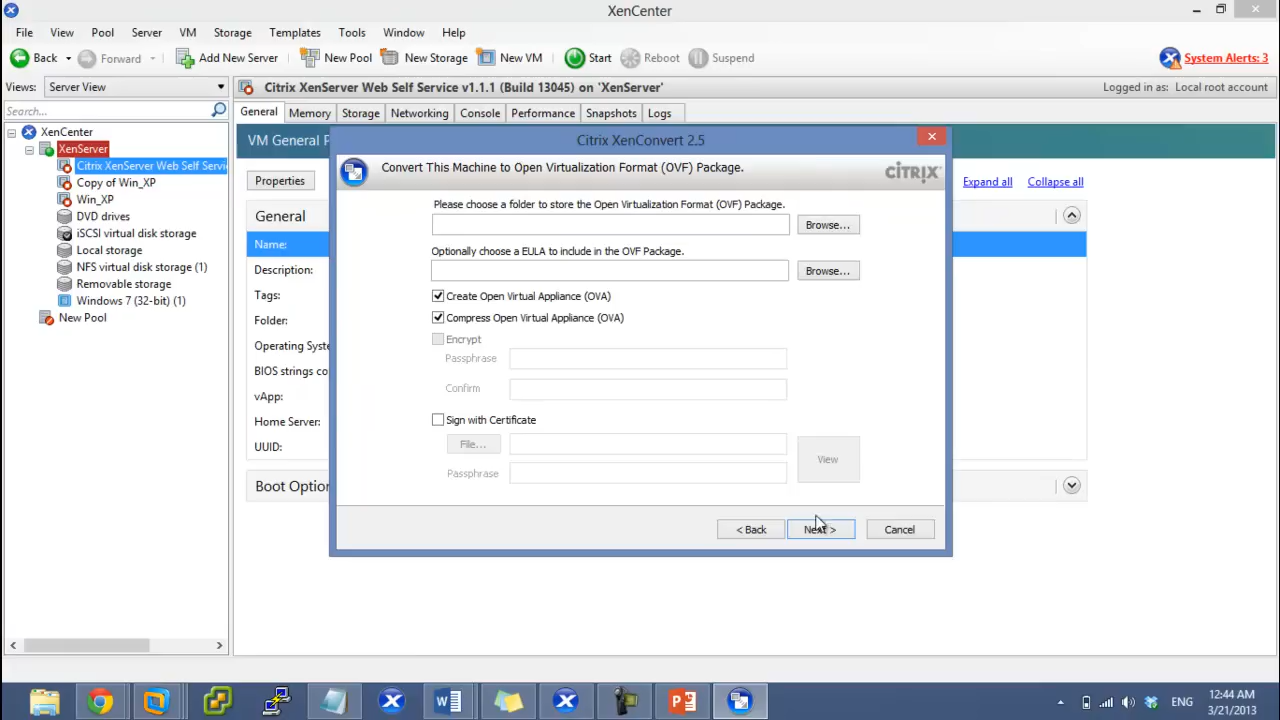 XenCenter
File View Pool Server VM Storage Templates Tools Window Help
Back Forward Add New Server New Pool New Storage New VM Start Reboot Suspend System Alerts: 3
Views: Server View
Citrix XenServer Web Self Service v1.1.1 (Build 13045) on 'XenServer' Logged in as: Local root account
Search...
General Memory Storage Networking Console Performance Snapshots Logs
XenCenter
XenServer
Citrix XenServer Web Self Servi
Copy of Win_XP
Win_XP
DVD drives
iSCSI virtual disk storage
Local storage
NFS virtual disk storage (1)
Removable storage
Windows 7 (32-bit) (1)
New Pool
VM General P
Properties
Expand all Collapse all
General
Name:
Description:
Tags:
Folder:
Operating Syste
BIOS strings co
vApp:
Home Server:
UUID:
Boot Option
Citrix XenConvert 2.5
Convert This Machine to Open Virtualization Format (OVF) Package.
CİTRIX
Please choose a folder to store the Open Virtualization Format (OVF) Package.
Browse...
Optionally choose a EULA to include in the OVF Package.
Browse...
Create Open Virtual Appliance (OVA)
Compress Open Virtual Appliance (OVA)
Encrypt
Passphrase
Confirm
Sign with Certificate
File...
View
Passphrase
< Back Next > Cancel
ENG
12:44 AM
3/21/2013